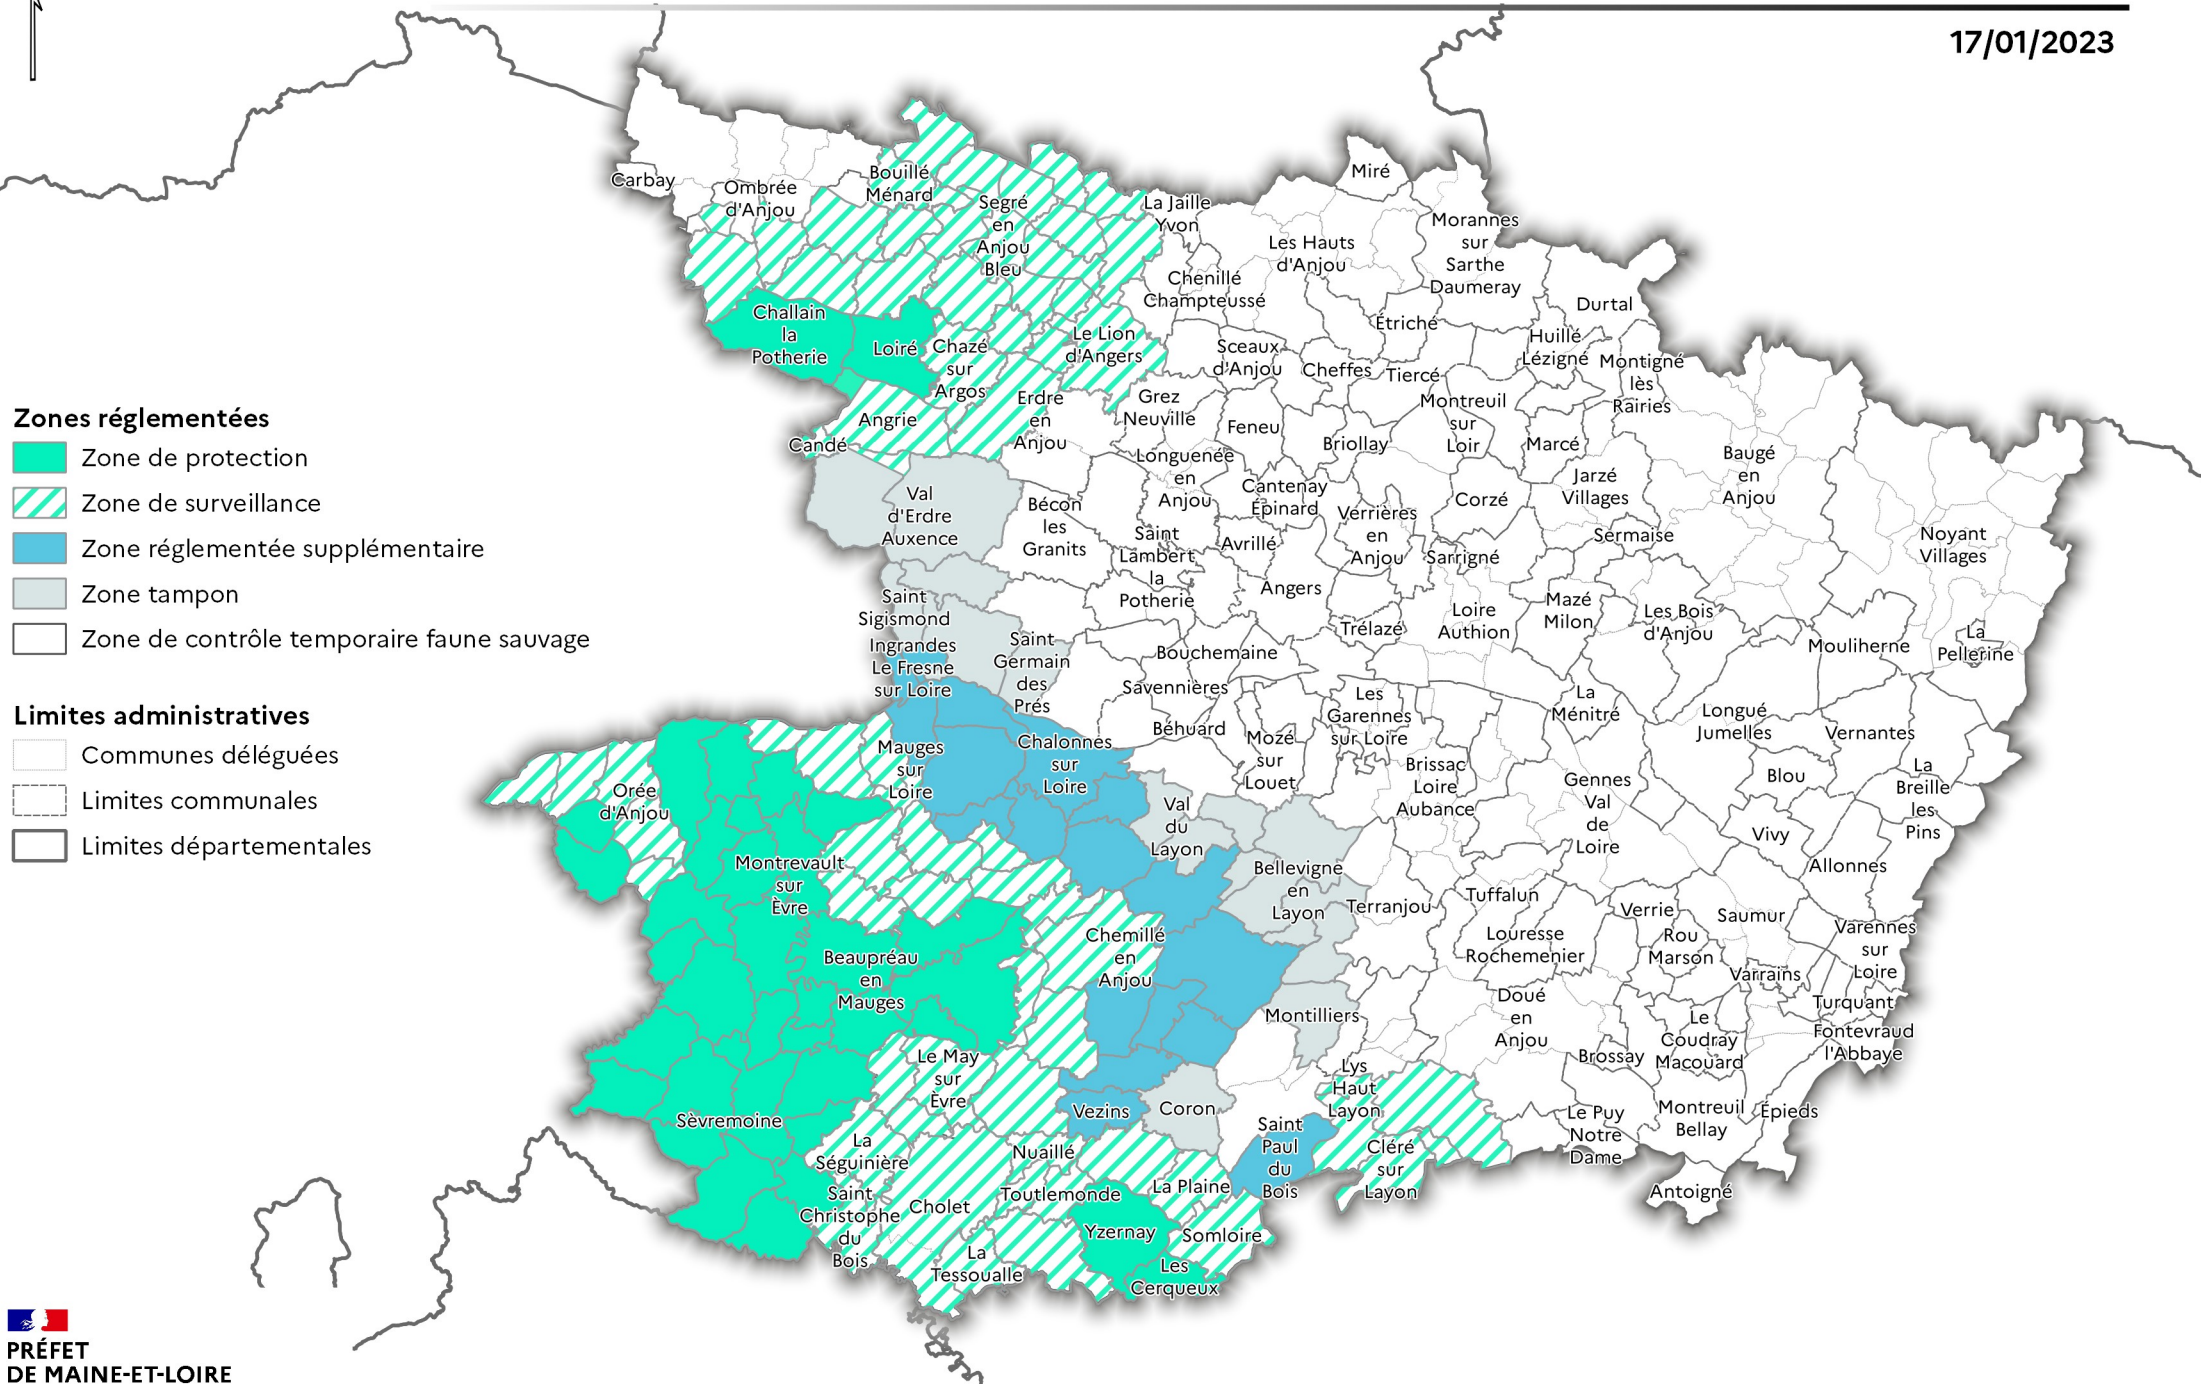 17/01/2023
Zones réglementées
Zone de protection
Zone de surveillance
Zone réglementée supplémentaire
Zone tampon
Zone de contrôle temporaire faune sauvage
Limites administratives
Communes déléguées
Limites communales
Limites départementales
Carbay
Ombrée
d'Anjou
Bouillé
Ménard
Segré
en
Anjou
Bleu
La Jaille
Yvon
Miré
Morannes
sur
Sarthe
Daumeray
Les Hauts
d'Anjou
Chenillé
Champteussé
Durtal
Étriché
Huillé
Lézigné
Montigné
lès
Rairies
Challain
la
Potherie
Loiré
Chazé
sur
Argos
Le Lion
d'Angers
Sceaux
d'Anjou
Cheffes
Tiercé
Montreuil
sur
Loir
Marcé
Angrie
Candé
Erdre
en
Anjou
Grez
Neuville
Feneu
Briollay
Longuenée
en
Anjou
Cantenay
Épinard
Jarzé
Villages
Baugé
en
Anjou
Corzé
Val
d'Erdre
Auxence
Bécon
les
Granits
Saint
Lambert
la
Potherie
Avrillé
Verrières
en
Anjou
Sarrigné
Sermaise
Noyant
Villages
Angers
Saint
Sigismond
Ingrandes
Le Fresne
sur Loire
Saint
Germain
des
Prés
Bouchemaine
Trélazé
Loire
Authion
Mazé
Milon
Les Bois
d'Anjou
Mouliherne
La
Pellerine
Savennières
Béhuard
Les
Garennes
sur Loire
La
Ménitré
Longué
Jumelles
Vernantes
Mauges
sur
Loire
Chalonnes
sur
Loire
Mozé
sur
Louet
Brissac
Loire
Aubance
Gennes
Val
de
Loire
Blou
La
Breille
les
Pins
Orée
d'Anjou
Val
du
Layon
Vivy
Allonnes
Montrevault
sur
Èvre
Bellevigne
en
Layon
Terranjou
Tuffalun
Verrie
Saumur
Varennes
sur
Loire
Beaupréau
en
Mauges
Chemillé
en
Anjou
Louresse
Rochemenier
Rou
Marson
Varrains
Turquant
Montilliers
Doué
en
Anjou
Le
Coudray
Macouard
Fontevraud
l'Abbaye
Brossay
Le May
sur
Èvre
Lys
Haut
Layon
Sèvremoine
Vezins
Coron
Saint
Paul
du
Bois
Le Puy
Notre
Dame
Montreuil
Bellay
Épieds
La
Séguinière
Nuaillé
Cléré
sur
Layon
Saint
Christophe
du
Bois
Cholet
Toutlemonde
La Plaine
Antoigné
Yzernay
Somloire
La
Tessoualle
Les
Cerqueux
PRÉFET
DE MAINE-ET-LOIRE